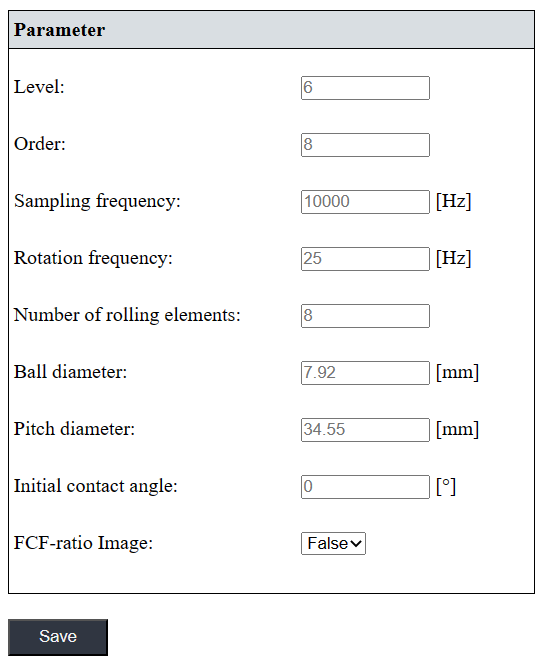 Parameter
Level: 6
Order: 8
Sampling frequency: 10000 [Hz]
Rotation frequency: 25 [Hz]
Number of rolling elements: 8
Ball diameter: 7.92 [mm]
Pitch diameter: 34.55 [mm]
Initial contact angle: 0 [°]
FCF-ratio Image: False
Save